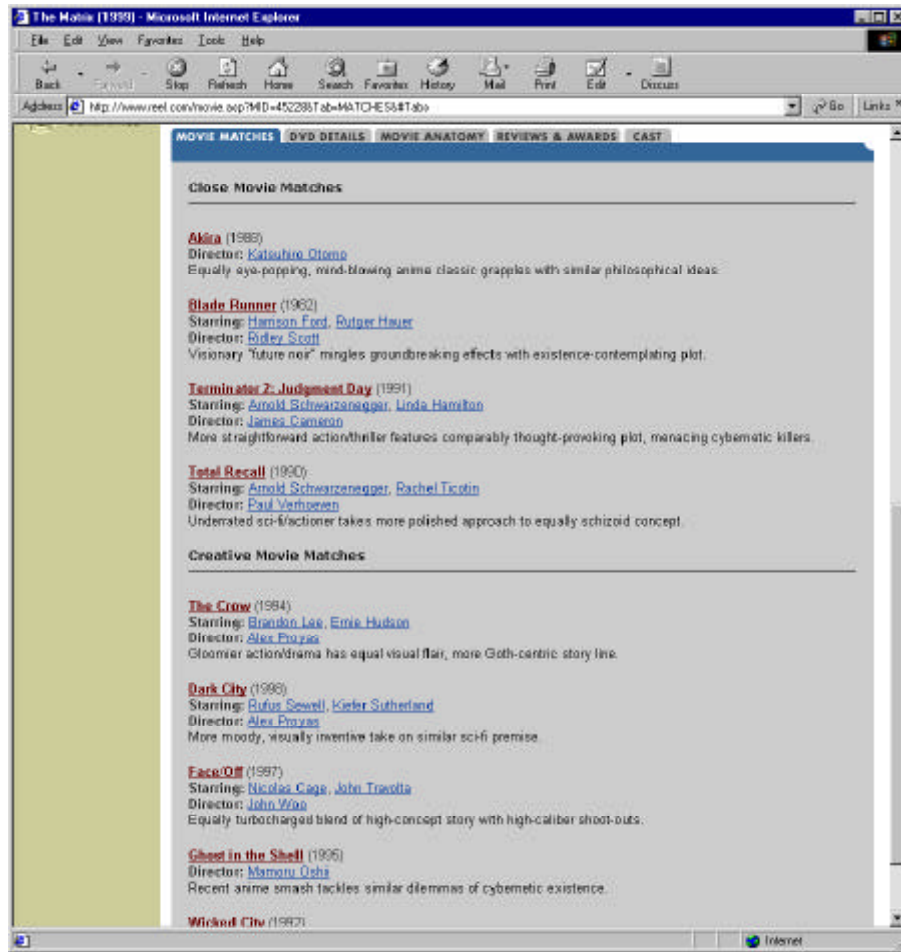 The Matrix (1999) - Microsoft Internet Explorer
File Edit View Favorites Tools Help
Back Forward Stop Refresh Home Search Favorites History Mail Print Edit Discuss
Address http://www.reel.com/movie.asp?MID=45228&Tab=MATCHES&#Tabs Go Links »
MOVIE MATCHES DVD DETAILS MOVIE ANATOMY REVIEWS & AWARDS CAST
Close Movie Matches
Akira (1988)
Director: Katsuhiro Otomo
Equally eye-popping, mind-blowing anime classic grapples with similar philosophical ideas.
Blade Runner (1982)
Starring: Harrison Ford, Rutger Hauer
Director: Ridley Scott
Visionary "future noir" mingles groundbreaking effects with existence-contemplating plot.
Terminator 2: Judgment Day (1991)
Starring: Arnold Schwarzenegger, Linda Hamilton
Director: James Cameron
More straightforward action/thriller features comparably thought-provoking plot, menacing cybernetic killers.
Total Recall (1990)
Starring: Arnold Schwarzenegger, Rachel Ticotin
Director: Paul Verhoeven
Underrated sci-fi/actioner takes more polished approach to equally schizoid concept.
Creative Movie Matches
The Crow (1994)
Starring: Brandon Lee, Ernie Hudson
Director: Alex Proyas
Gloomier action/drama has equal visual flair, more Goth-centric story line.
Dark City (1998)
Starring: Rufus Sewell, Kiefer Sutherland
Director: Alex Proyas
More moody, visually inventive take on similar sci-fi premise.
Face/Off (1997)
Starring: Nicolas Cage, John Travolta
Director: John Woo
Equally turbocharged blend of high-concept story with high-caliber shoot-outs.
Ghost in the Shell (1995)
Director: Mamoru Oshii
Recent anime smash tackles similar dilemmas of cybernetic existence.
Wicked City (1992)
Internet